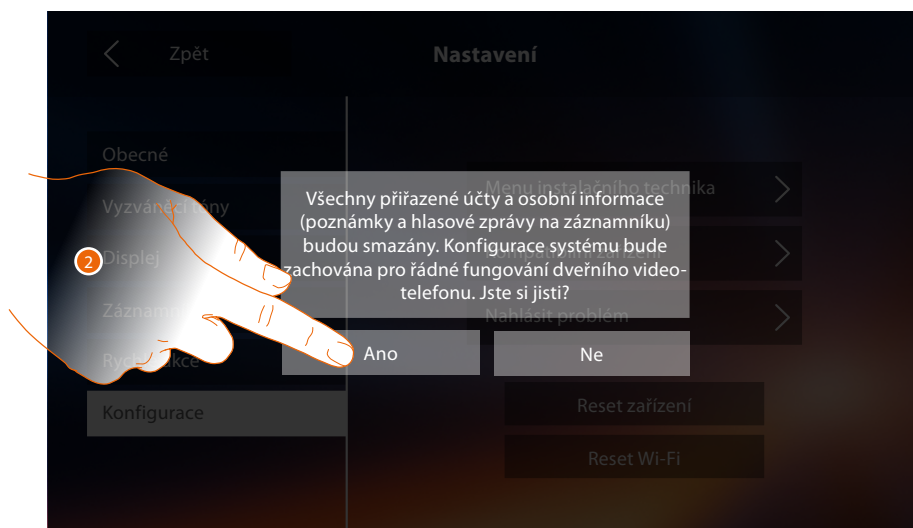 Zpět
Nastavení
Obecné
Vyzváněcí tóny
Displej
Rychlé akce
Konfigurace
Menu instalačního technika
Nahlásit problém
Reset zařízení
Reset Wi-Fi
Všechny přiřazené účty a osobní informace
(poznámky a hlasové zprávy na záznamníku)
budou smazány. Konfigurace systému bude
zachována pro řádné fungování dveřního video-
telefonu. Jste si jisti?
Ano
Ne
2